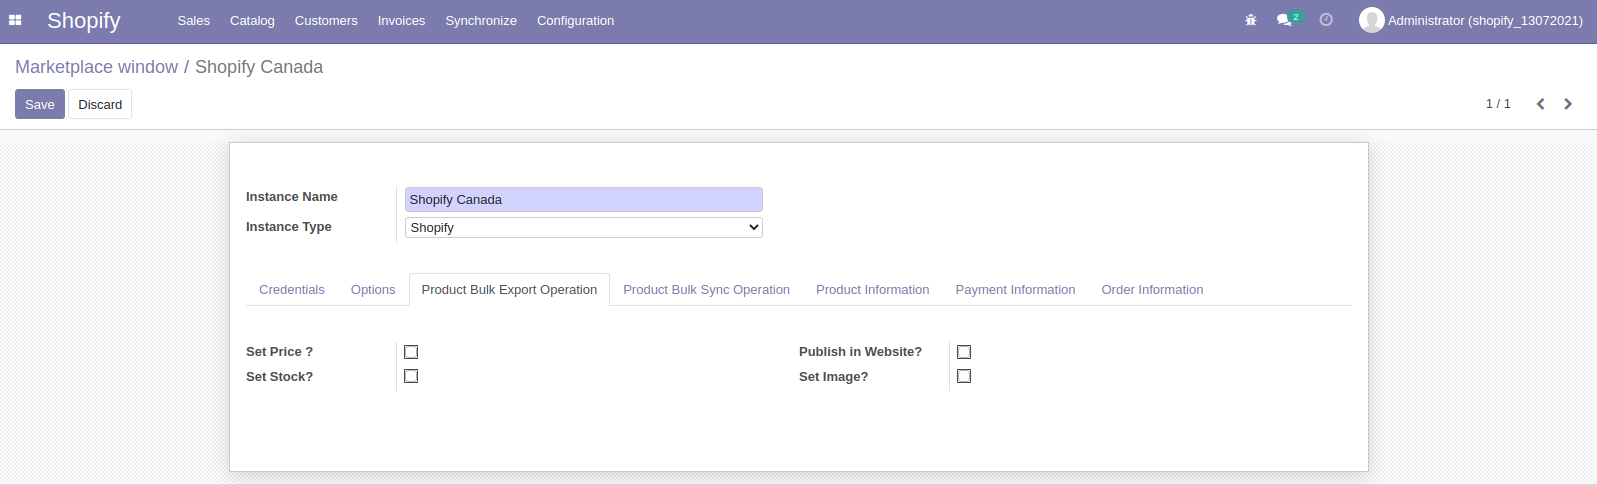 Shopify Sales Catalog Customers Invoices Synchronize Configuration 2 Administrator (shopify_13072021)
Marketplace window / Shopify Canada
Save Discard 1 / 1
Instance Name Shopify Canada
Instance Type Shopify
Credentials Options Product Bulk Export Operation Product Bulk Sync Operation Product Information Payment Information Order Information
Set Price ? Publish in Website?
Set Stock? Set Image?